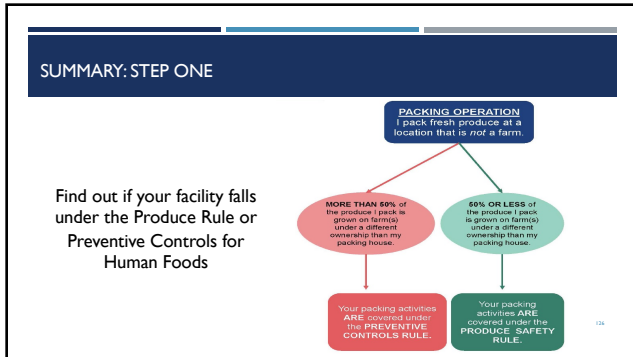 SUMMARY: STEP ONE
Find out if your facility falls
under the Produce Rule or
Preventive Controls for
Human Foods
PACKING OPERATION
I pack fresh produce at a
location that is not a farm.
MORE THAN 50% of
the produce I pack is
grown on farm(s)
under a different
ownership than my
packing house.
50% OR LESS of
the produce I pack
is grown on farm(s)
under a different
ownership than my
packing house.
Your packing activities
ARE covered under
the PREVENTIVE
CONTROLS RULE.
Your packing
activities ARE
covered under the
PRODUCE SAFETY
RULE.
126